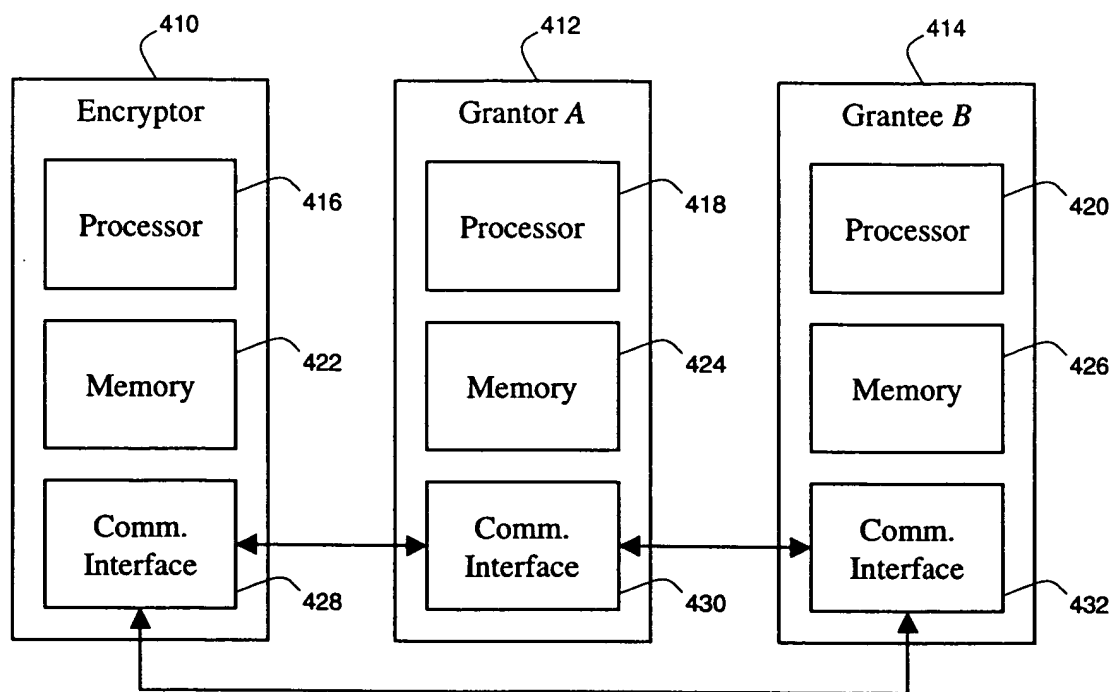 410
412
414
Encryptor
Grantor A
Grantee B
Processor
416
Processor
418
Processor
420
Memory
422
Memory
424
Memory
426
Comm.
Interface
428
Comm.
Interface
430
Comm.
Interface
432